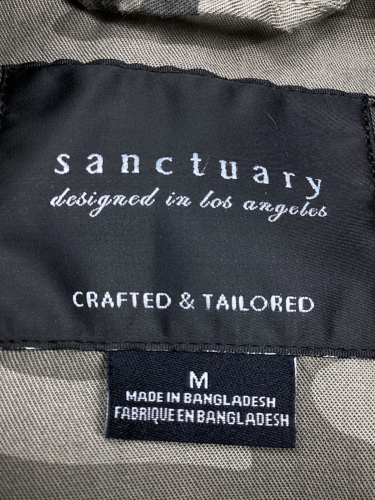 sanctuary
designed in los angeles
CRAFTED & TAILORED
M
MADE IN BANGLADESH
FABRIQUE EN BANGLADESH